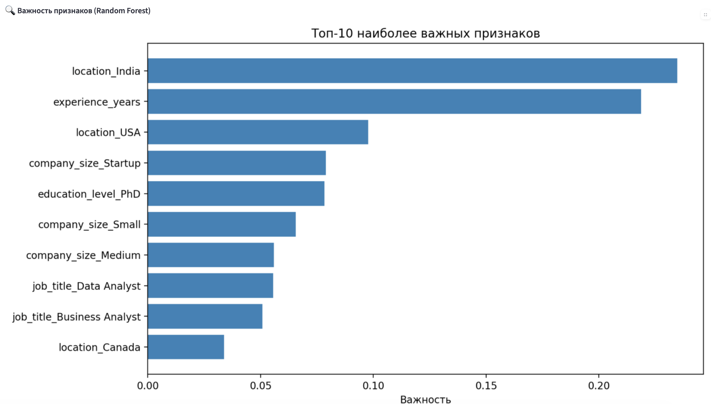 🔍 Важность признаков (Random Forest)
Топ-10 наиболее важных признаков
location_India
experience_years
location_USA
company_size_Startup
education_level_PhD
company_size_Small
company_size_Medium
job_title_Data Analyst
job_title_Business Analyst
location_Canada
0.00 0.05 0.10 0.15 0.20
Важность